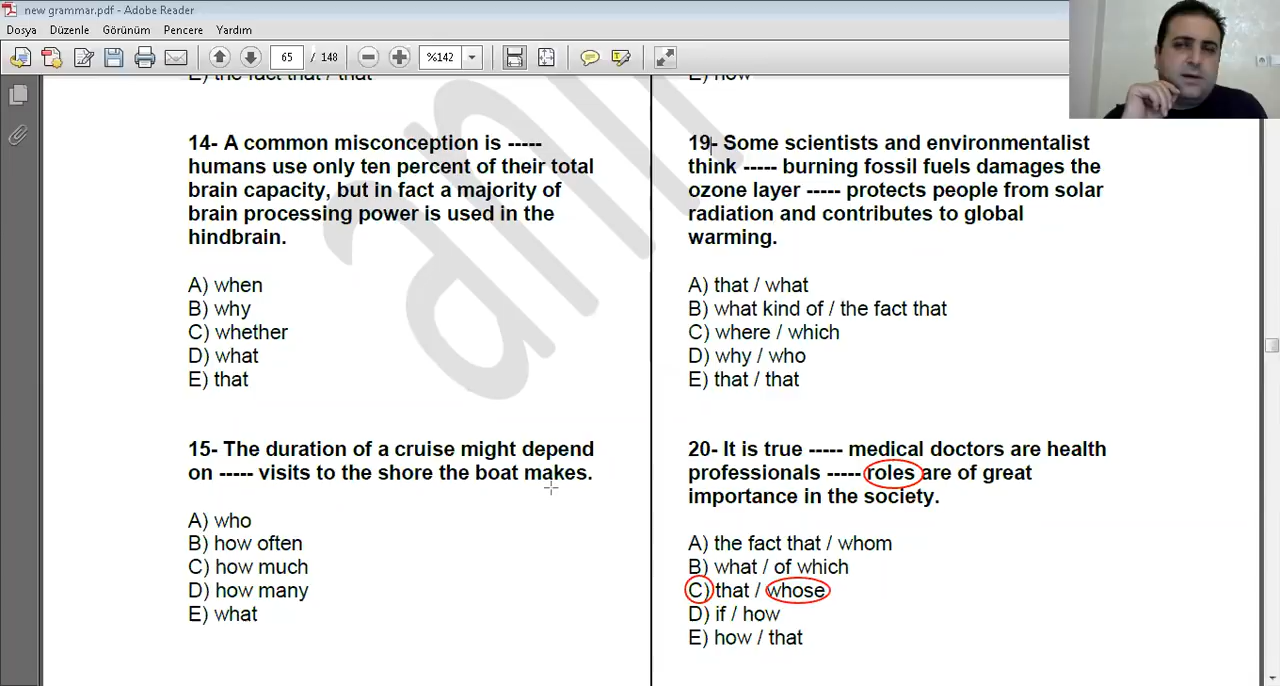 new grammar.pdf - Adobe Reader
Dosya Düzenle Görünüm Pencere Yardım
65 / 148 %142
E) the fact that / that
14- A common misconception is -----
humans use only ten percent of their total
brain capacity, but in fact a majority of
brain processing power is used in the
hindbrain.
A) when
B) why
C) whether
D) what
E) that
15- The duration of a cruise might depend
on ----- visits to the shore the boat makes.
A) who
B) how often
C) how much
D) how many
E) what
E) how
19- Some scientists and environmentalist
think ----- burning fossil fuels damages the
ozone layer ----- protects people from solar
radiation and contributes to global
warming.
A) that / what
B) what kind of / the fact that
C) where / which
D) why / who
E) that / that
20- It is true ----- medical doctors are health
professionals ----- roles are of great
importance in the society.
A) the fact that / whom
B) what / of which
C) that / whose
D) if / how
E) how / that